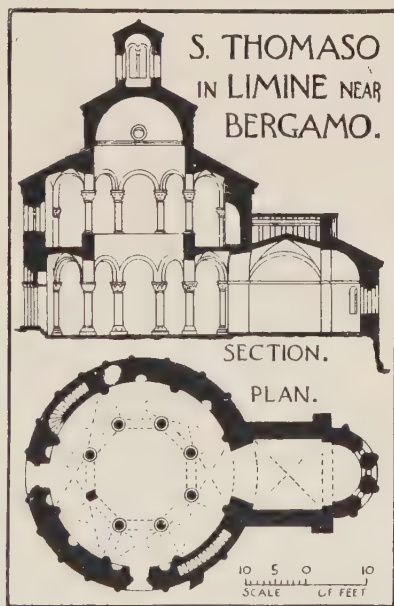 S. THOMASO
IN LIMINE NEAR
BERGAMO.
SECTION.
PLAN.
10 5 0 10
SCALE OF FEET